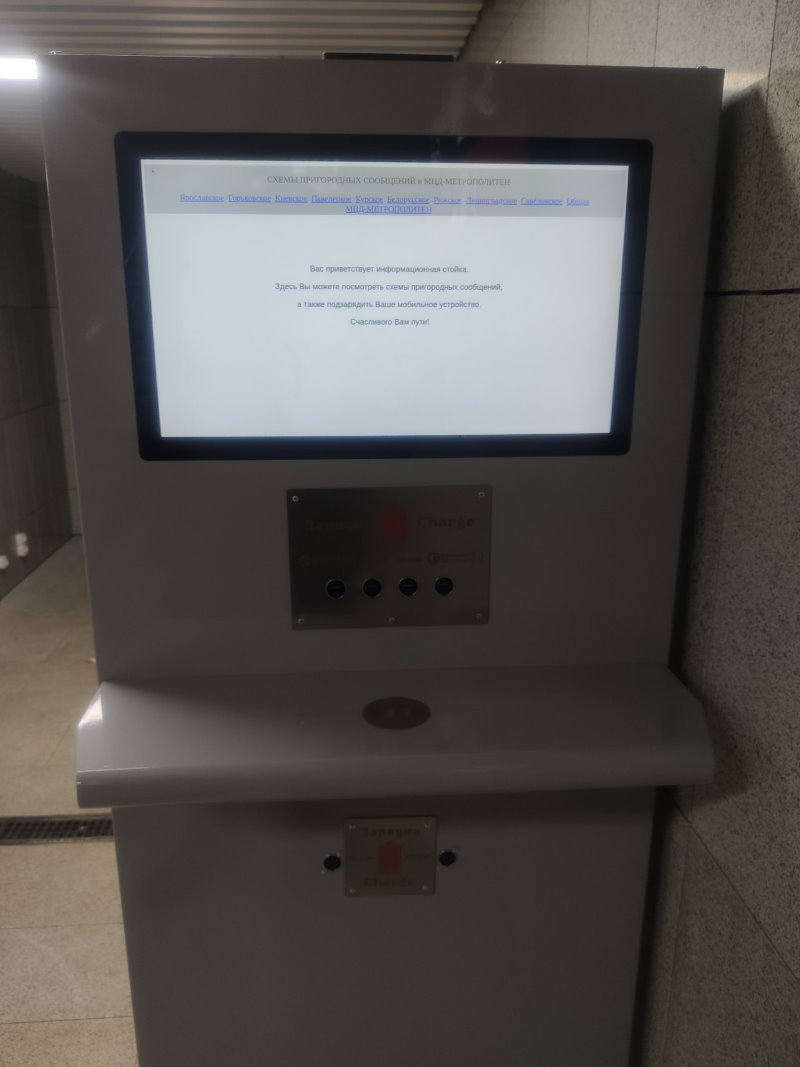 СХЕМЫ ПРИГОРОДНЫХ СООБЩЕНИЙ и МЦД-МЕТРОПОЛИТЕН
Ярославское Горьковское Киевское Павелецкое Курское Белорусское Рижское Ленинградское Савёловское Общая
МЦД-МЕТРОПОЛИТЕН
Вас приветствует информационная стойка.
Здесь Вы можете посмотреть схемы пригородных сообщений,
а также подзарядить Ваше мобильное устройство.
Счасливого Вам пути!
Зарядка Charge
Зарядка
Charge